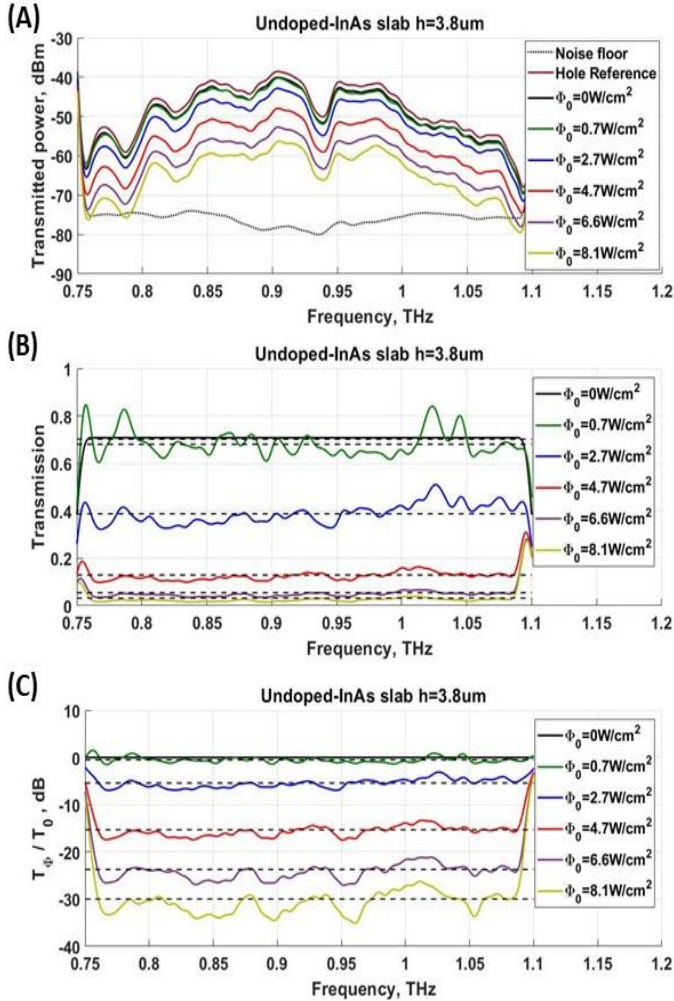 (A)
Undoped-InAs slab h=3.8um
Transmitted power, dBm
-30
-40
-50
-60
-70
-80
-90
0.75 0.8 0.85 0.9 0.95 1 1.05 1.1 1.15 1.2
Frequency, THz
Noise floor
Hole Reference
Φ₀=0W/cm²
Φ₀=0.7W/cm²
Φ₀=2.7W/cm²
Φ₀=4.7W/cm²
Φ₀=6.6W/cm²
Φ₀=8.1W/cm²
(B)
Undoped-InAs slab h=3.8um
Transmission
1
0.8
0.6
0.4
0.2
0
0.75 0.8 0.85 0.9 0.95 1 1.05 1.1 1.15 1.2
Frequency, THz
Φ₀=0W/cm²
Φ₀=0.7W/cm²
Φ₀=2.7W/cm²
Φ₀=4.7W/cm²
Φ₀=6.6W/cm²
Φ₀=8.1W/cm²
(C)
Undoped-InAs slab h=3.8um
T_Φ / T₀ , dB
10
0
-10
-20
-30
-40
0.75 0.8 0.85 0.9 0.95 1 1.05 1.1 1.15 1.2
Frequency, THz
Φ₀=0W/cm²
Φ₀=0.7W/cm²
Φ₀=2.7W/cm²
Φ₀=4.7W/cm²
Φ₀=6.6W/cm²
Φ₀=8.1W/cm²